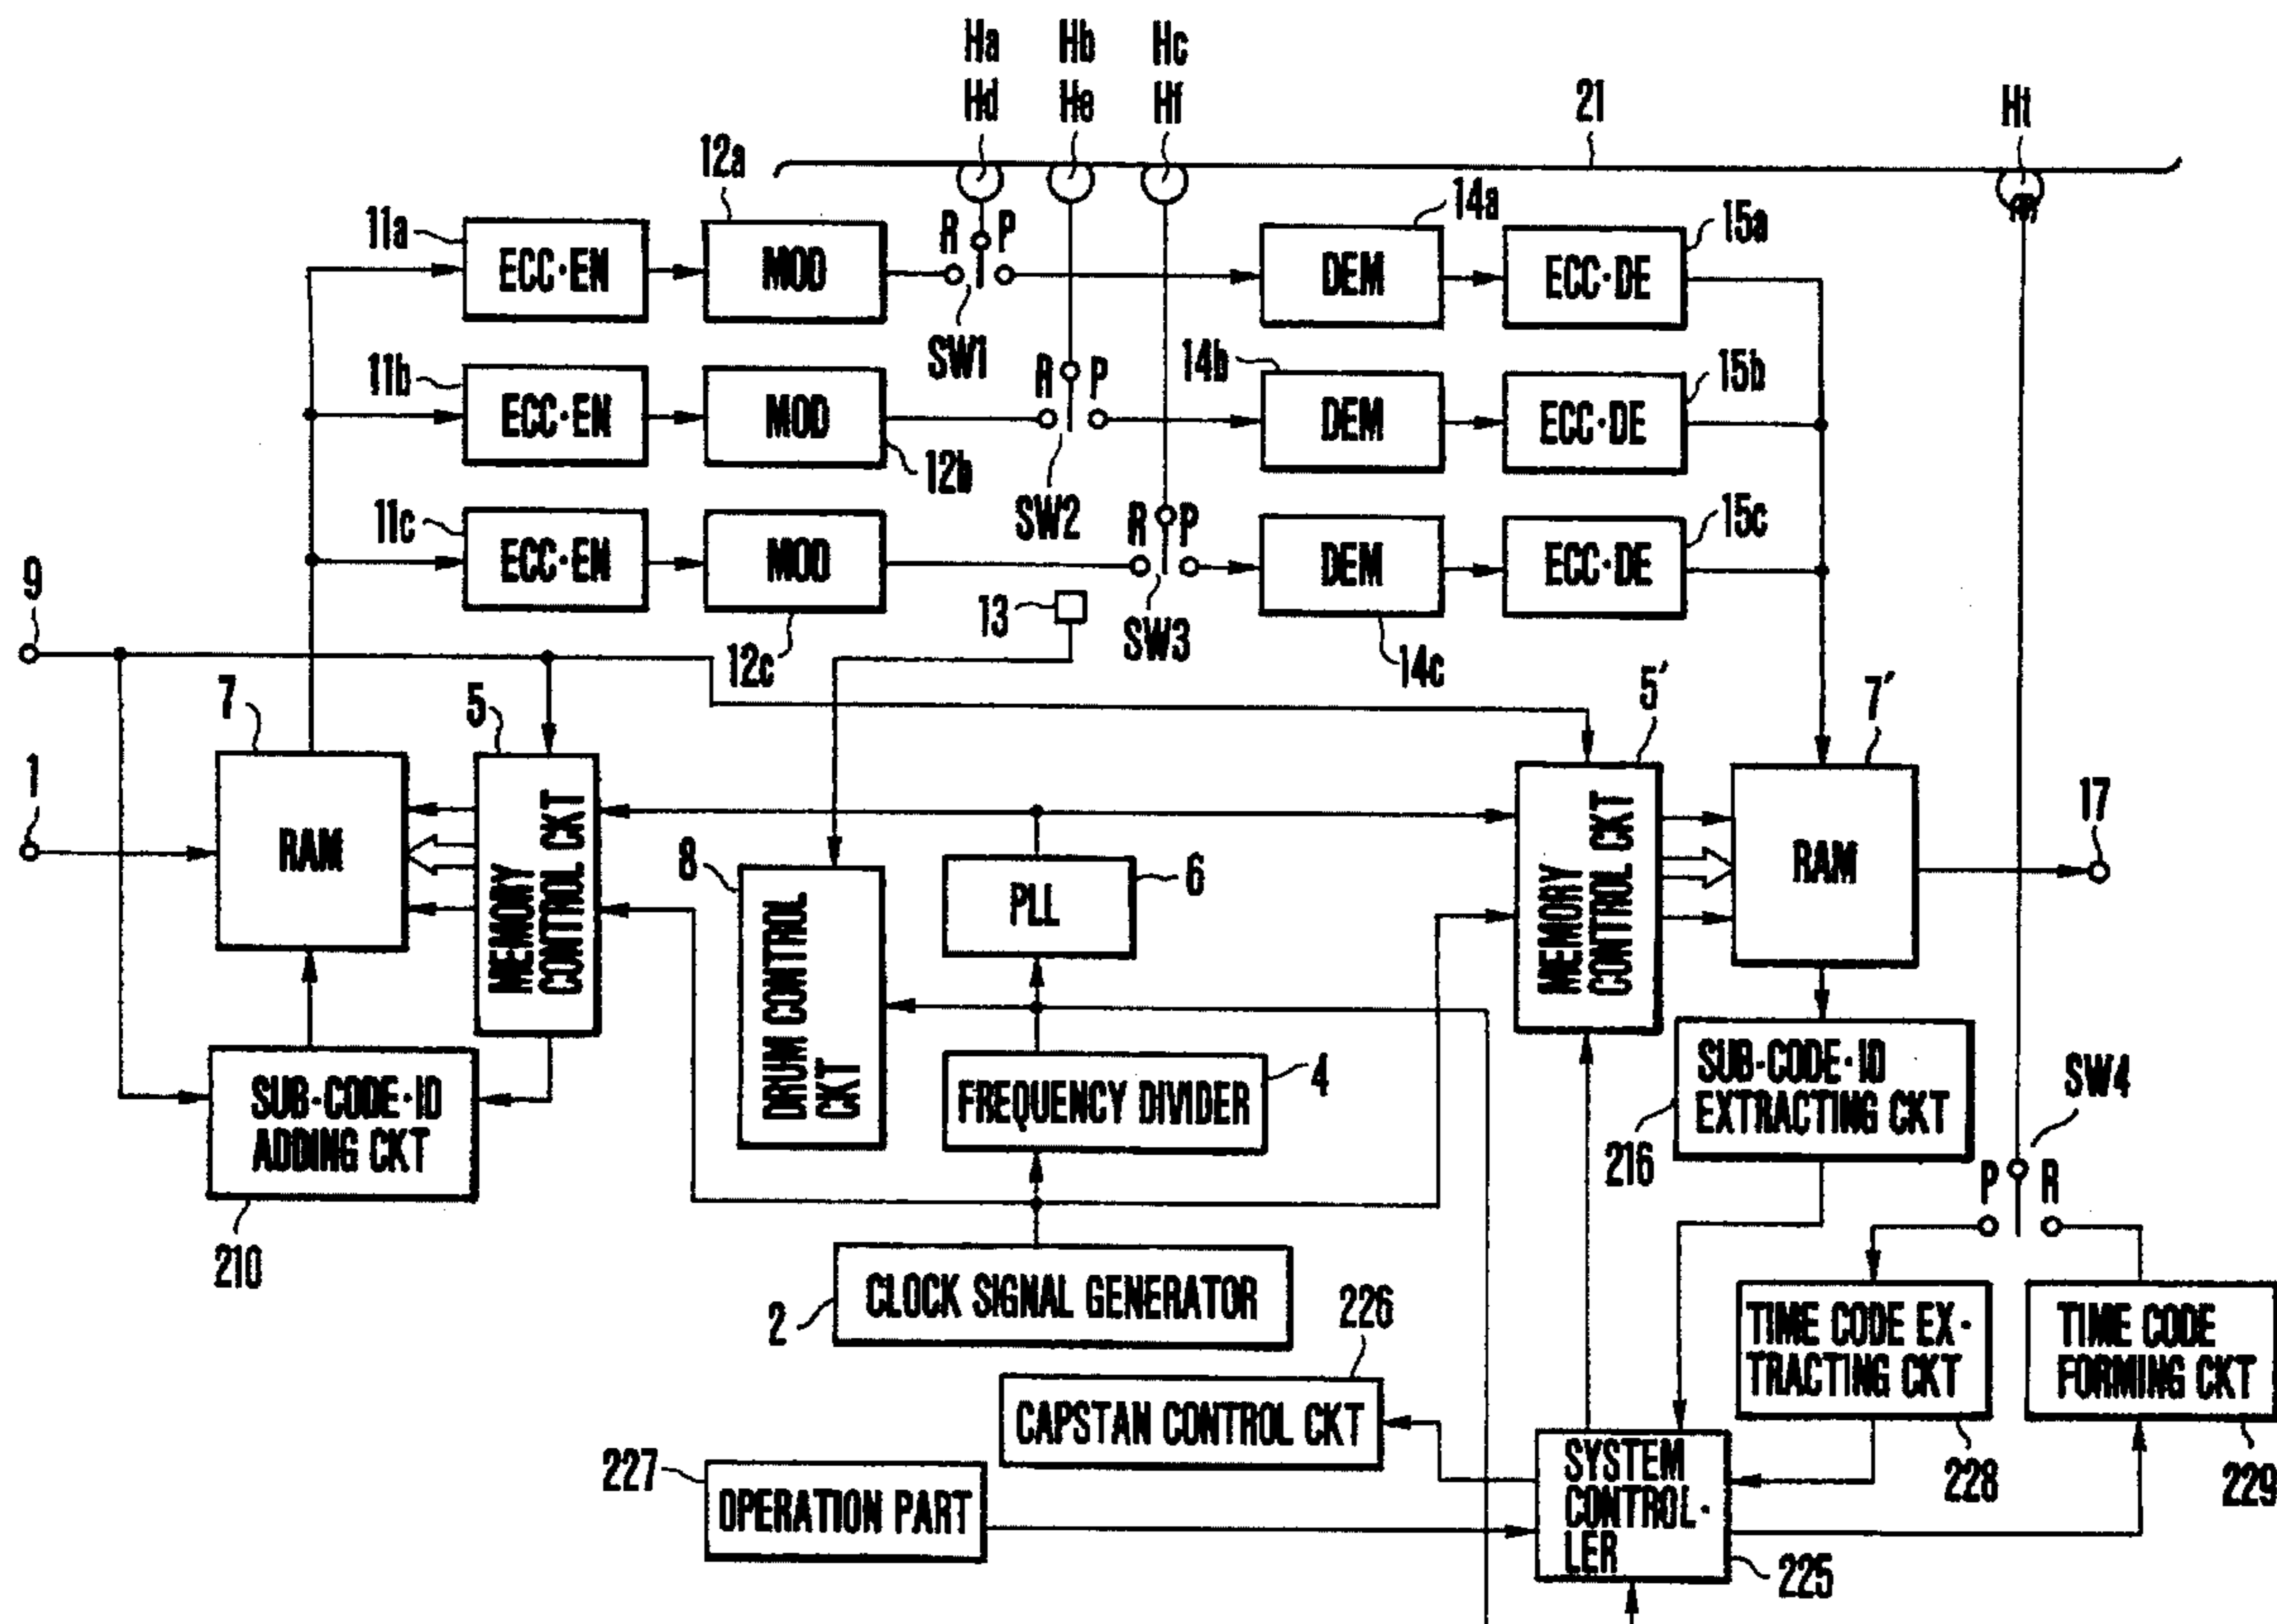 Ha Hb Hc
Hd He Hf 21 Ht
12a
14a
11a R P 15a
ECC·EN MOD DEM ECC·DE
SW1
11b R P 14b 15b
ECC·EN MOD DEM ECC·DE
12b
SW2
11c R P 15c
ECC·EN MOD DEM ECC·DE
9
13
SW3
12c 14c
7 5 5' 7'
1
RAM
MEMORY
CONTROL CKT
MEMORY
CONTROL CKT
RAM
17
8
PLL 6
DRUM CONTROL
CKT
SUB-CODE·ID
ADDING CKT
FREQUENCY DIVIDER 4
SUB-CODE·ID
EXTRACTING CKT
SW4
216
P R
210
CLOCK SIGNAL GENERATOR
2
226
TIME CODE EX-
TRACTING CKT
TIME CODE
FORMING CKT
CAPSTAN CONTROL CKT
227
OPERATION PART
SYSTEM
CONTROL-
LER
228
229
225